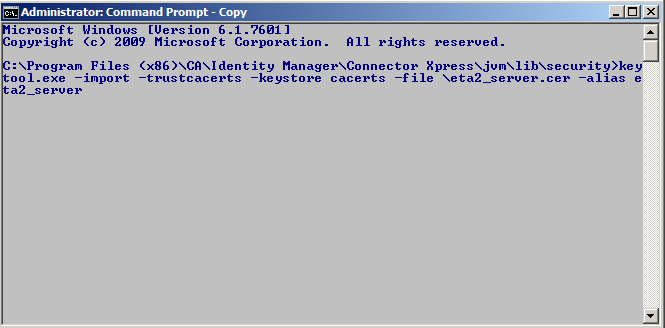 Administrator: Command Prompt - Copy
Microsoft Windows [Version 6.1.7601]
Copyright (c) 2009 Microsoft Corporation.  All rights reserved.
C:\Program Files (x86)\CA\Identity Manager\Connector Xpress\jvm\lib\security>key
tool.exe -import -trustcacerts -keystore cacerts -file \eta2_server.cer -alias e
ta2_server